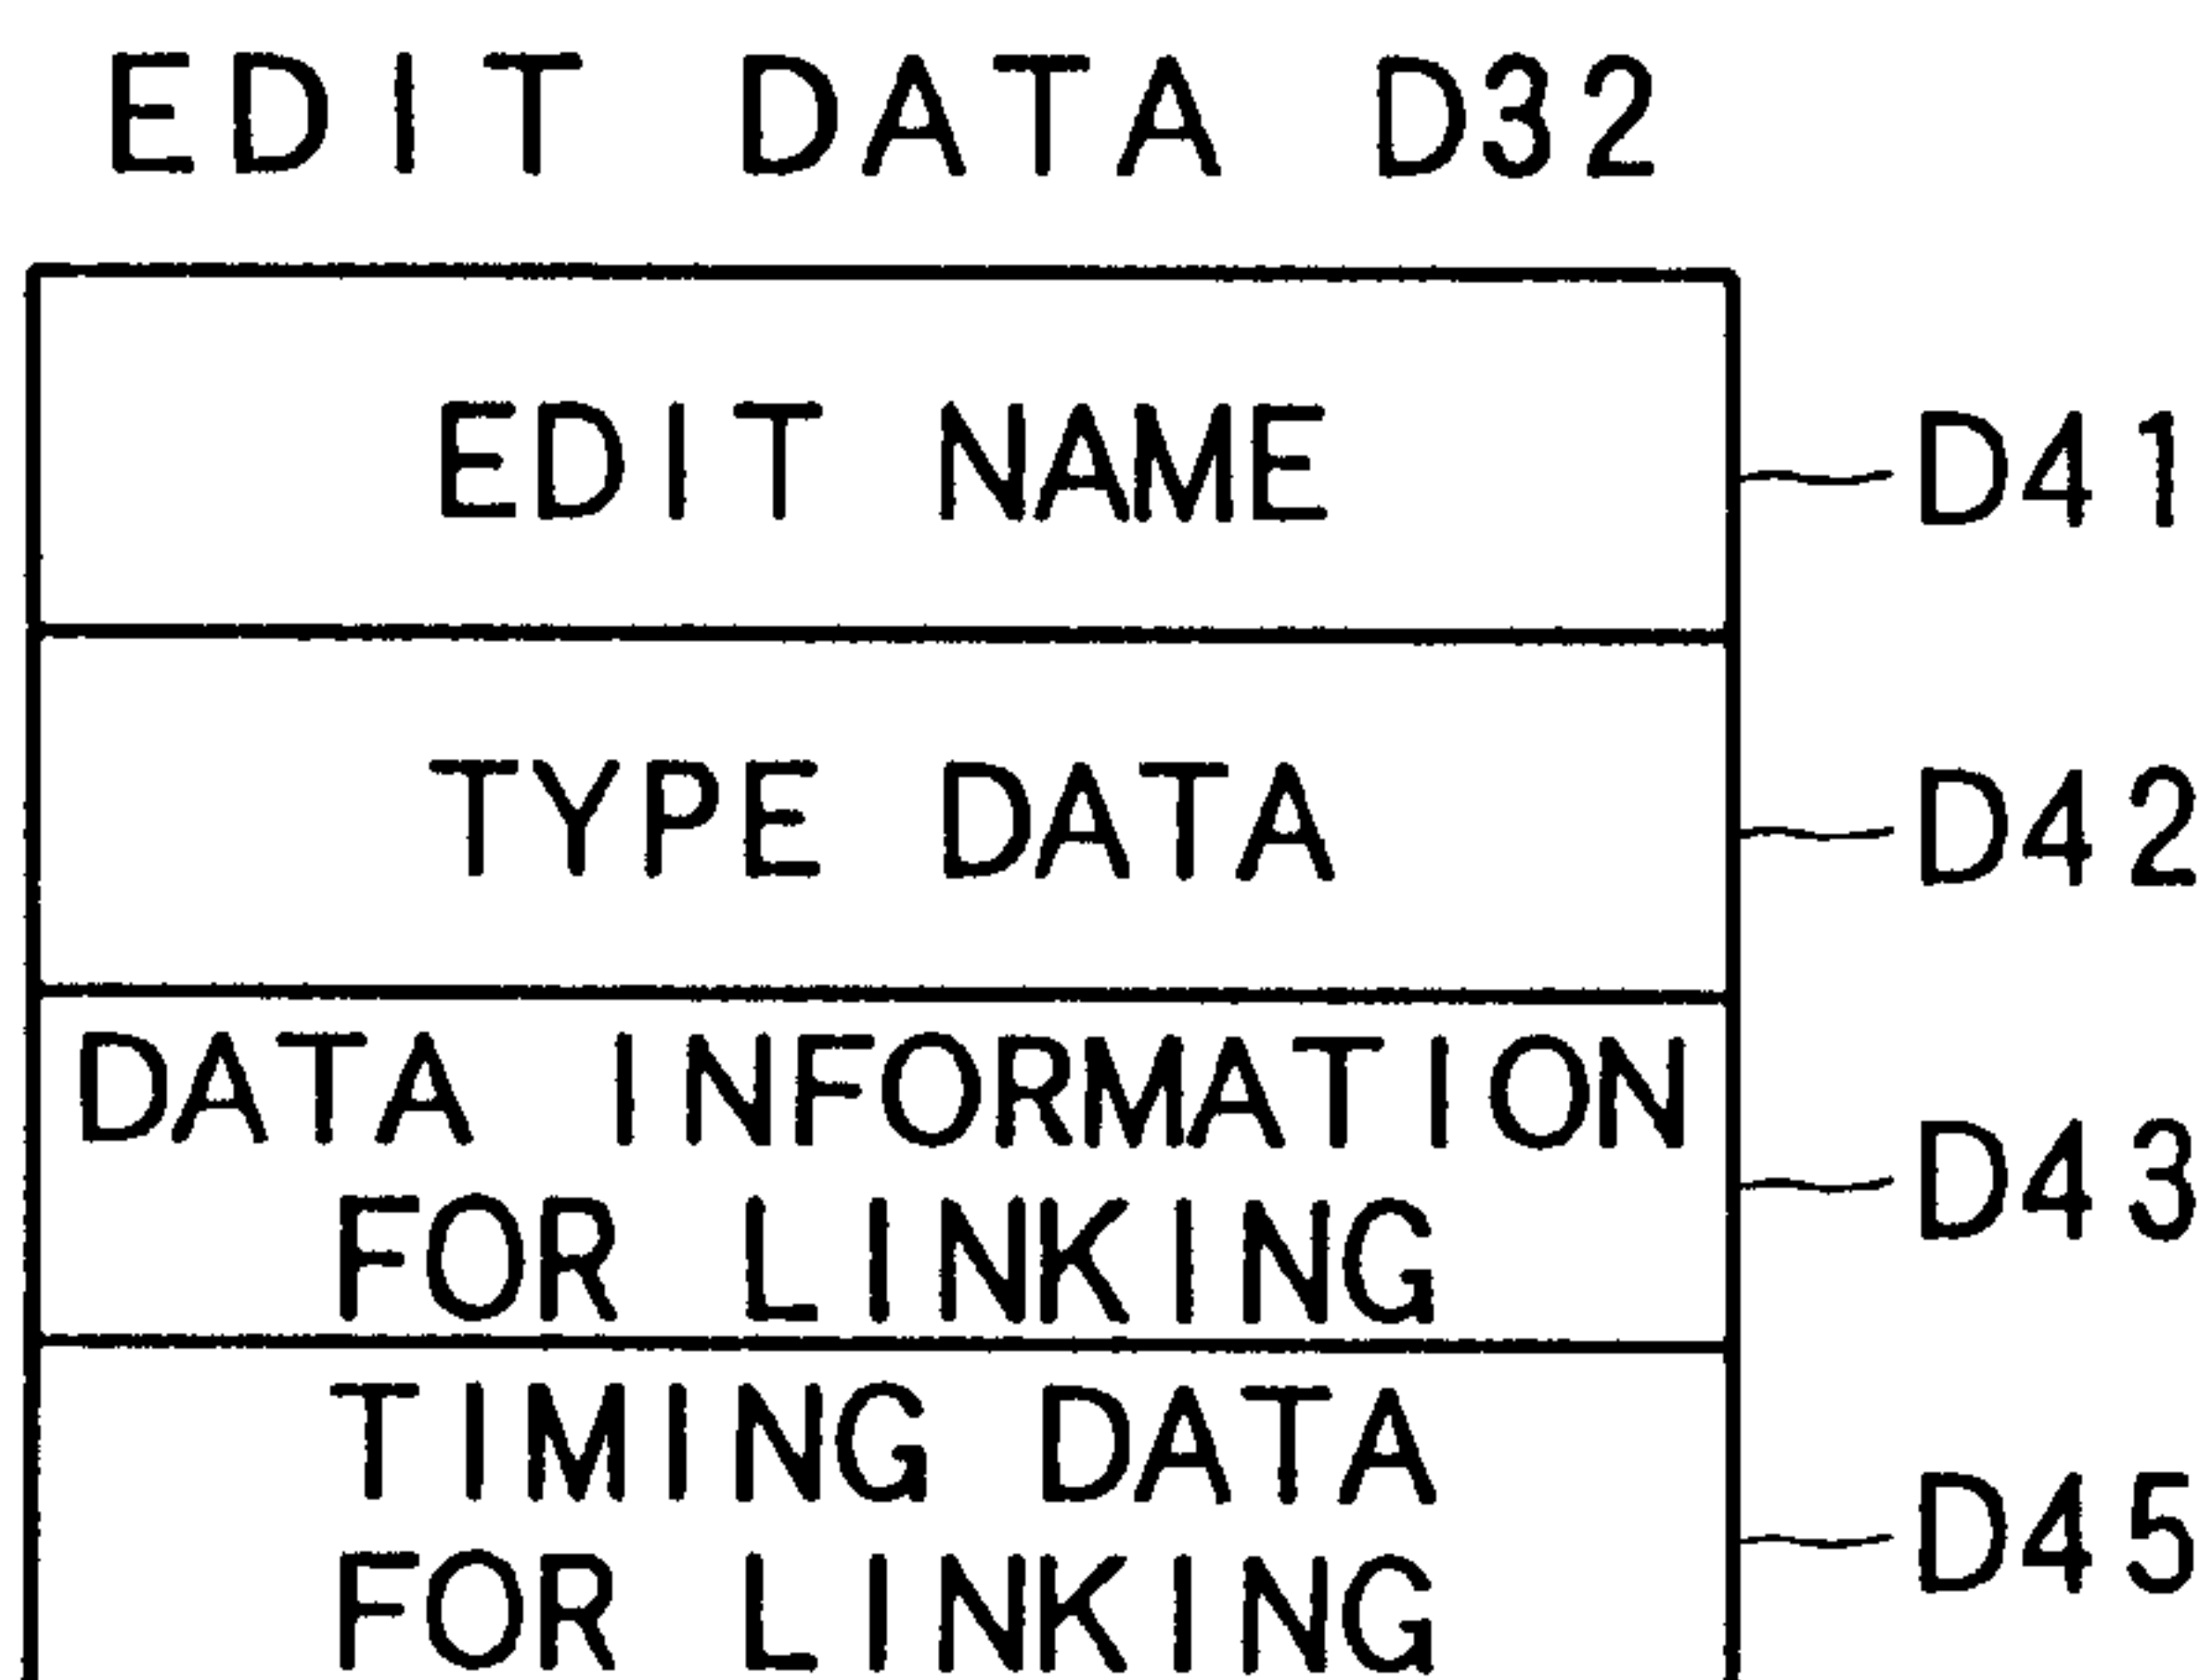 EDIT DATA D32
EDIT NAME D41
TYPE DATA D42
DATA INFORMATION
FOR LINKING D43
TIMING DATA
FOR LINKING D45